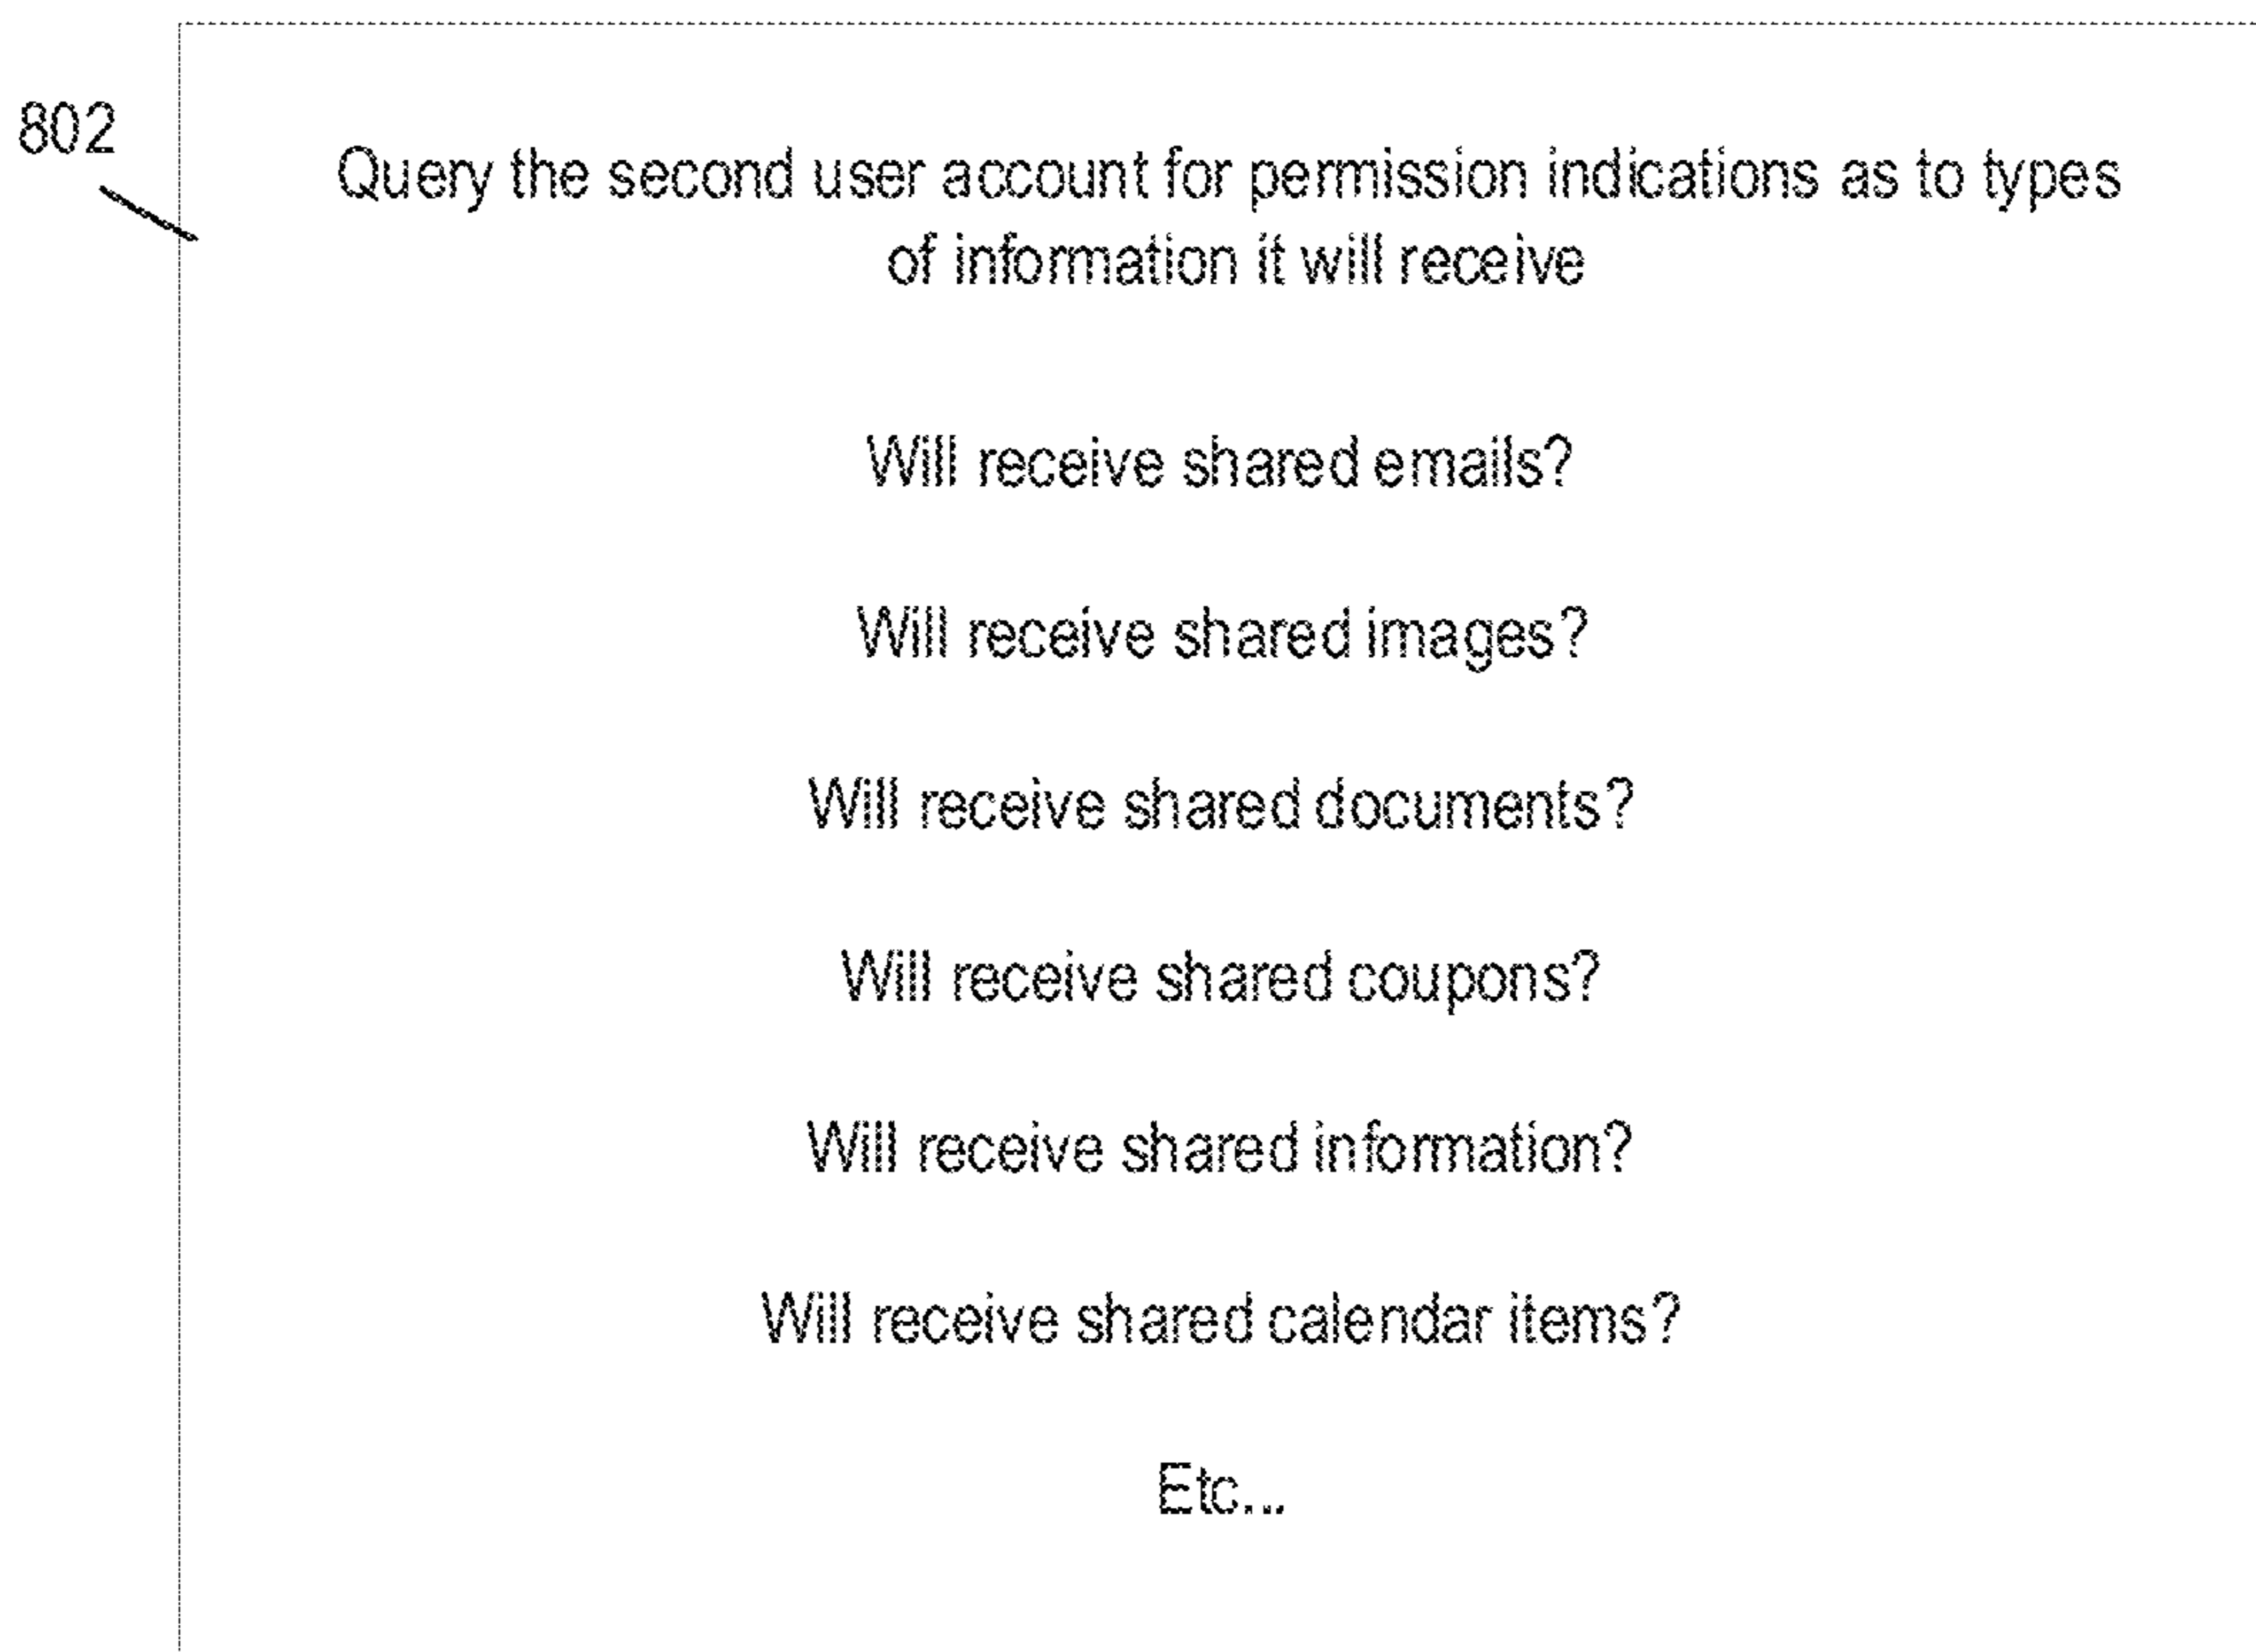 802
Query the second user account for permission indications as to types
of information it will receive
Will receive shared emails?
Will receive shared images?
Will receive shared documents?
Will receive shared coupons?
Will receive shared information?
Will receive shared calendar items?
Etc...